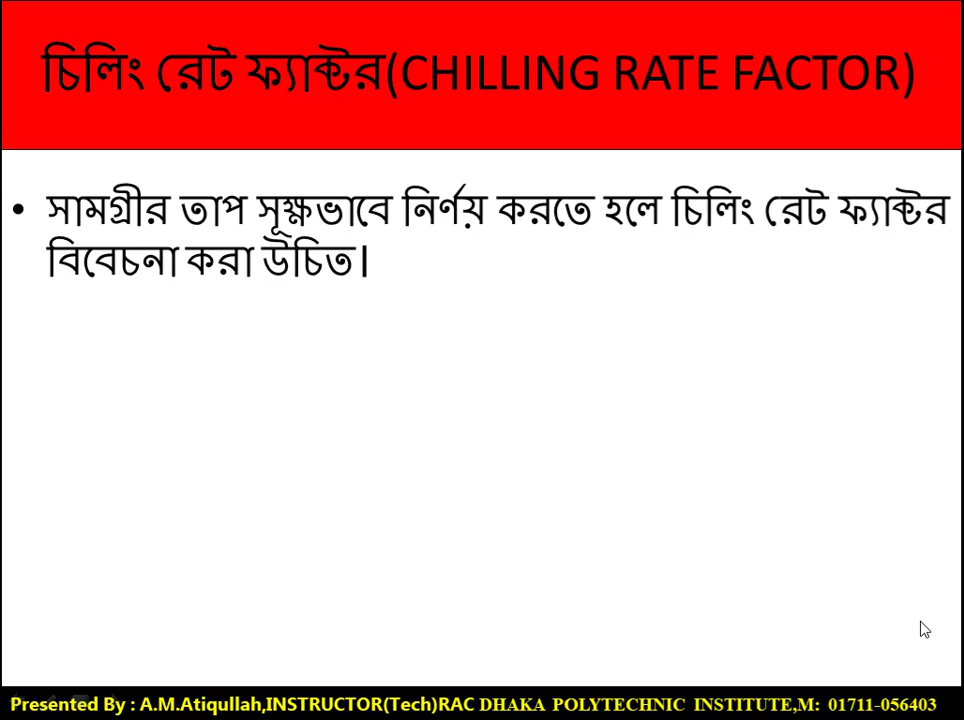 চিলিং রেট ফ্যাক্টর(CHILLING RATE FACTOR)
• সামগ্রীর তাপ সূক্ষ্ণভাবে নির্ণয় করতে হলে চিলিং রেট ফ্যাক্টর
বিবেচনা করা উচিত।
Presented By : A.M.Atiqullah,INSTRUCTOR(Tech)RAC DHAKA POLYTECHNIC INSTITUTE,M: 01711-056403